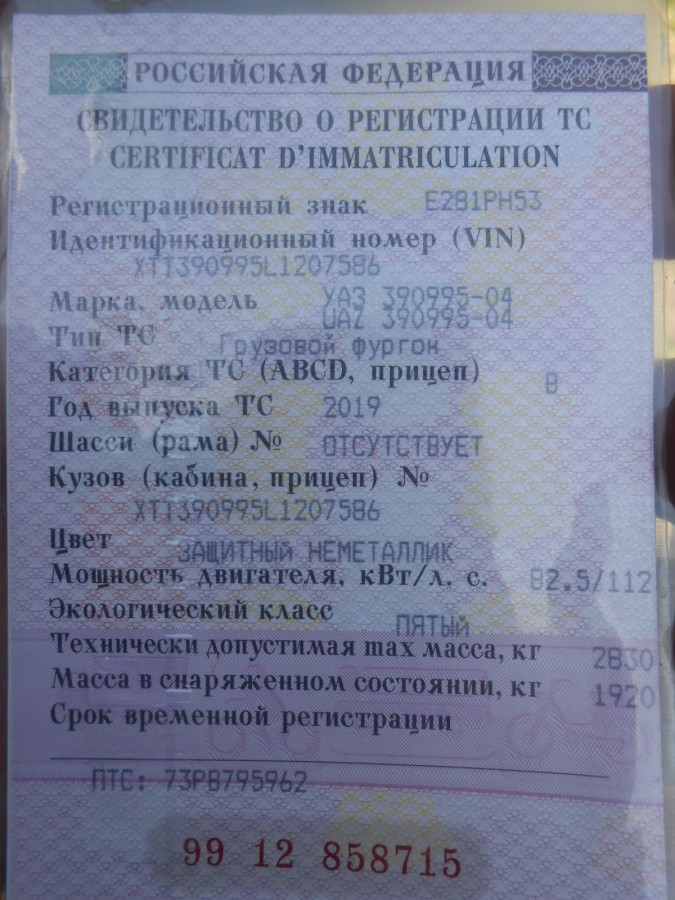 РОССИЙСКАЯ ФЕДЕРАЦИЯ
СВИДЕТЕЛЬСТВО О РЕГИСТРАЦИИ ТС
CERTIFICAT D'IMMATRICULATION
Регистрационный знак Е281РН53
Идентификационный номер (VIN)
ХТТ390995L1207586
Марка, модель УАЗ 390995-04
UAZ 390995-04
Тип ТС Грузовой фургон
Категория ТС (ABCD, прицеп) В
Год выпуска ТС 2019
Шасси (рама) № ОТСУТСТВУЕТ
Кузов (кабина, прицеп) №
ХТТ390995L1207586
Цвет ЗАЩИТНЫЙ НЕМЕТАЛЛИК
Мощность двигателя, кВт/л. с. 82.5/112
Экологический класс ПЯТЫЙ
Технически допустимая max масса, кг 2830
Масса в снаряженном состоянии, кг 1920
Срок временной регистрации
ПТС: 73РВ795962
99 12 858715